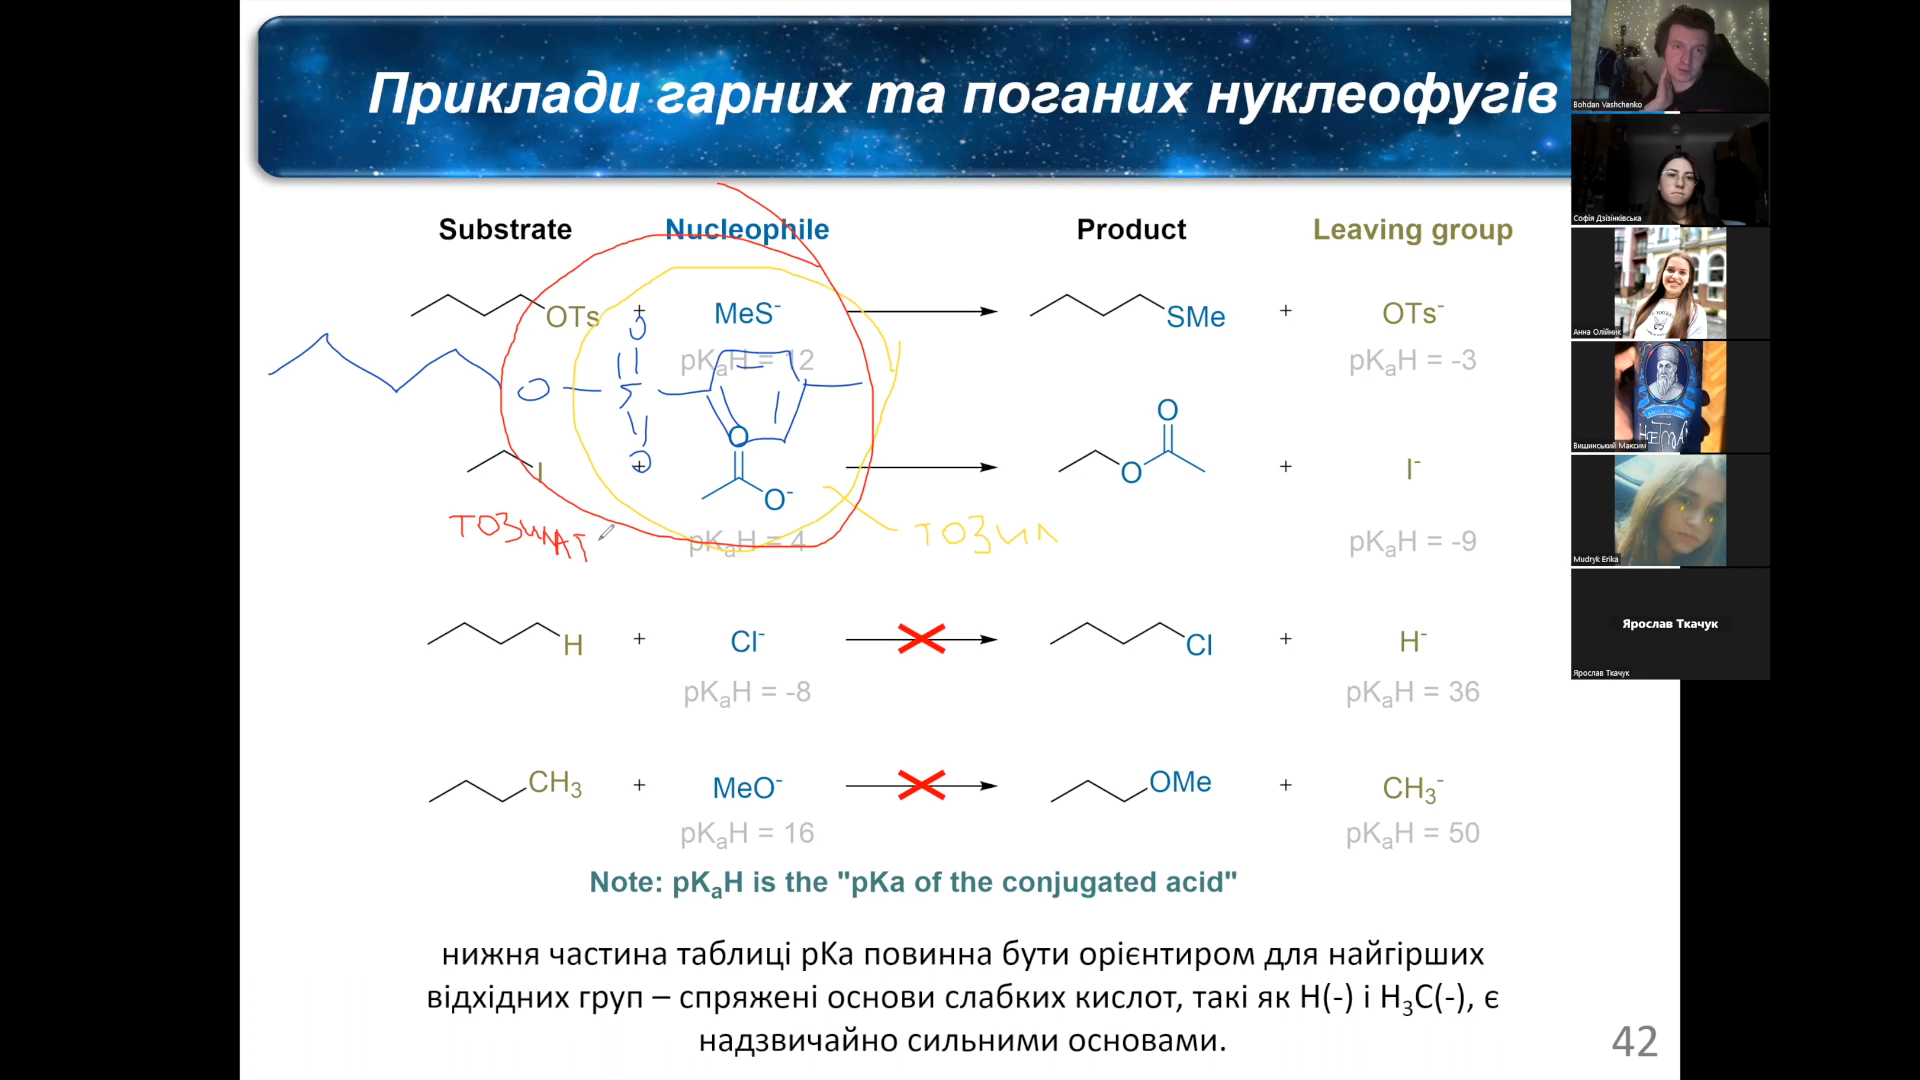 Приклади гарних та поганих нуклеофугів
Substrate Nucleophile Product Leaving group
OTs + MeS⁻ SMe + OTs⁻
pKₐH = 12 pKₐH = -3
O
O — S
O
O
O
I + O⁻ O + I⁻
тозилат
тозил
pKₐH = 4 pKₐH = -9
H + Cl⁻ Cl + H⁻
pKₐH = -8 pKₐH = 36
CH₃ + MeO⁻ OMe + CH₃⁻
pKₐH = 16 pKₐH = 50
Note: pKₐH is the "pKa of the conjugated acid"
нижня частина таблиці pKa повинна бути орієнтиром для найгірших
відхідних груп – спряжені основи слабких кислот, такі як H(-) і H₃C(-), є
надзвичайно сильними основами.
42
Bohdan Vashchenko
Софія Дзізінківська
Анна Олійник
НЕТЬМАН
Вишинський Максим
Mudryk Erika
Ярослав Ткачук
Ярослав Ткачук